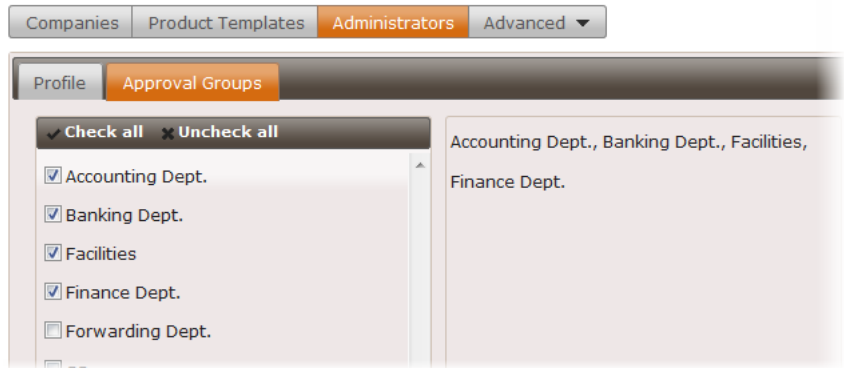 Companies Product Templates Administrators Advanced
Profile Approval Groups
Check all Uncheck all
Accounting Dept.
Banking Dept.
Facilities
Finance Dept.
Forwarding Dept.
Accounting Dept., Banking Dept., Facilities,
Finance Dept.